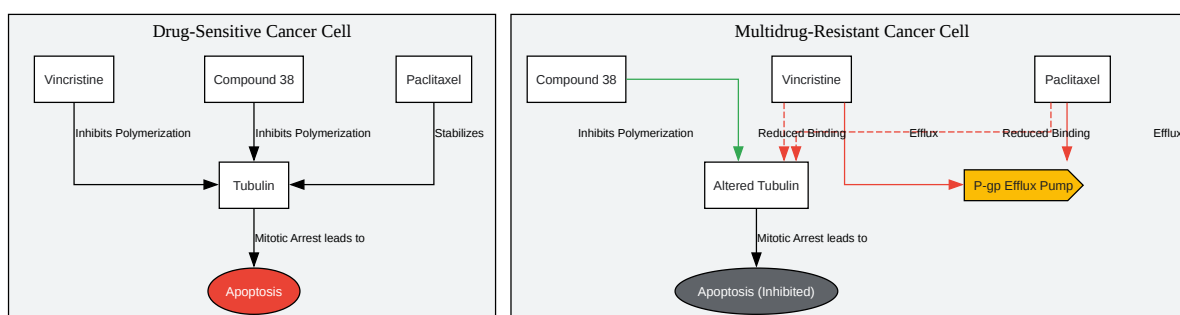 Drug-Sensitive Cancer Cell
Vincristine
Compound 38
Paclitaxel
Inhibits Polymerization
Inhibits Polymerization
Stabilizes
Tubulin
Mitotic Arrest leads to
Apoptosis
Multidrug-Resistant Cancer Cell
Compound 38
Vincristine
Paclitaxel
Inhibits Polymerization
Reduced Binding
Efflux
Reduced Binding
Efflux
Altered Tubulin
P-gp Efflux Pump
Mitotic Arrest leads to
Apoptosis (Inhibited)